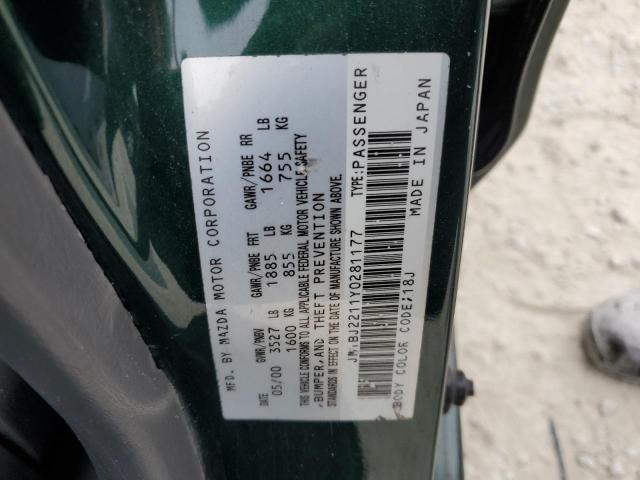 MFD. BY MAZDA MOTOR CORPORATION
DATE GVWR/PNBV GAWR/PNBE FRT GAWR/PNBE RR
05/00 3527 LB 1885 LB 1664 LB
1600 KG 855 KG 755 KG
THIS VEHICLE CONFORMS TO ALL APPLICABLE FEDERAL MOTOR VEHICLE SAFETY
,BUMPER,AND THEFT PREVENTION
STANDARDS IN EFFECT ON THE DATE OF MANUFACTURE SHOWN ABOVE.
BJ2211Y0281177 TYPE:PASSENGER
BODY COLOR CODE:18J MADE IN JAPAN